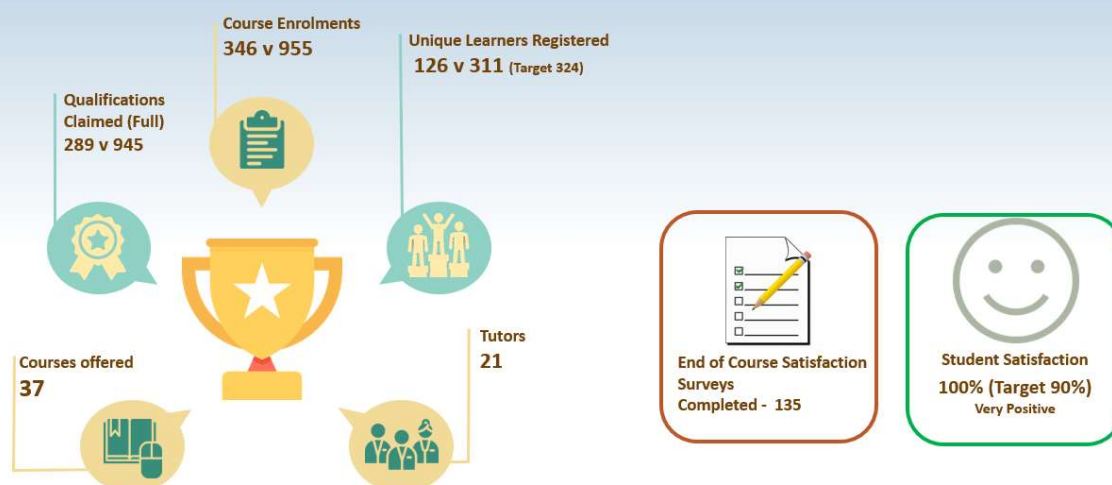 Course Enrolments
346 v 955
Unique Learners Registered
126 v 311 (Target 324)
Qualifications
Claimed (Full)
289 v 945
Courses offered
37
Tutors
21
End of Course Satisfaction
Surveys
Completed - 135
Student Satisfaction
100% (Target 90%)
Very Positive